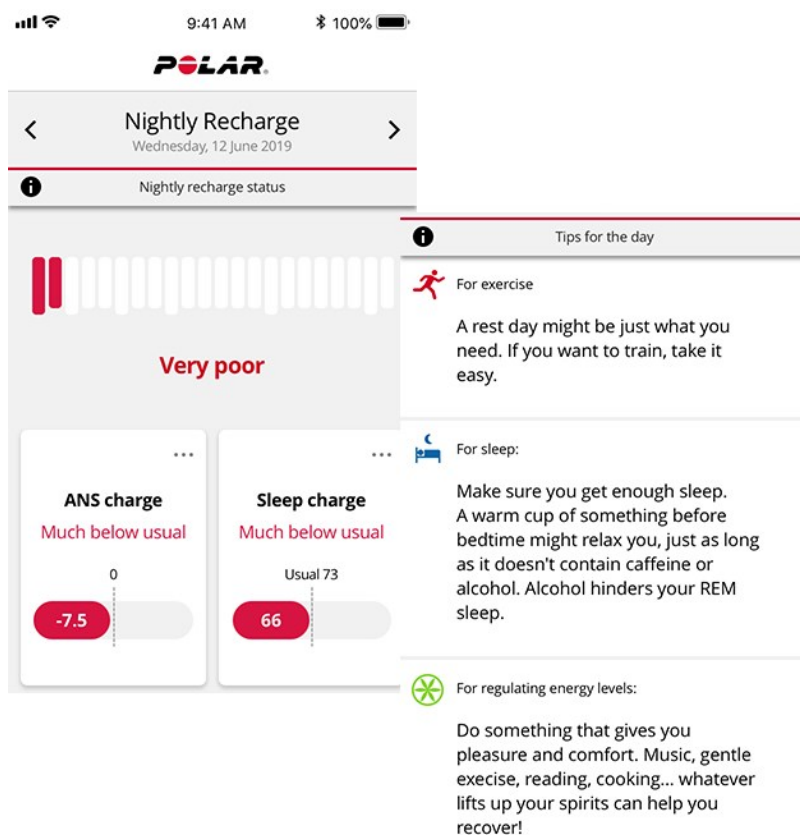 9:41 AM
100%
POLAR
Nightly Recharge
Wednesday, 12 June 2019
Nightly recharge status
Very poor
ANS charge
Much below usual
0
-7.5
Sleep charge
Much below usual
Usual 73
66
Tips for the day
For exercise
A rest day might be just what you
need. If you want to train, take it
easy.
For sleep:
Make sure you get enough sleep.
A warm cup of something before
bedtime might relax you, just as long
as it doesn't contain caffeine or
alcohol. Alcohol hinders your REM
sleep.
For regulating energy levels:
Do something that gives you
pleasure and comfort. Music, gentle
execise, reading, cooking... whatever
lifts up your spirits can help you
recover!